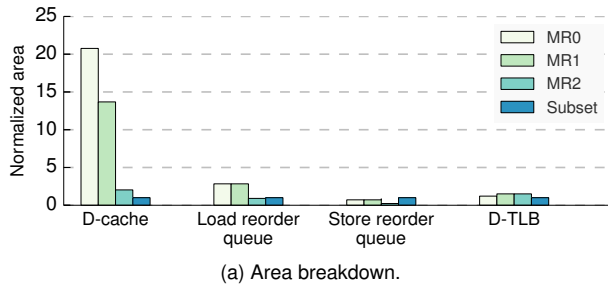 25
20
15
10
5
0
Normalized area
MR0
MR1
MR2
Subset
D-cache
Load reorder
queue
Store reorder
queue
D-TLB
(a) Area breakdown.